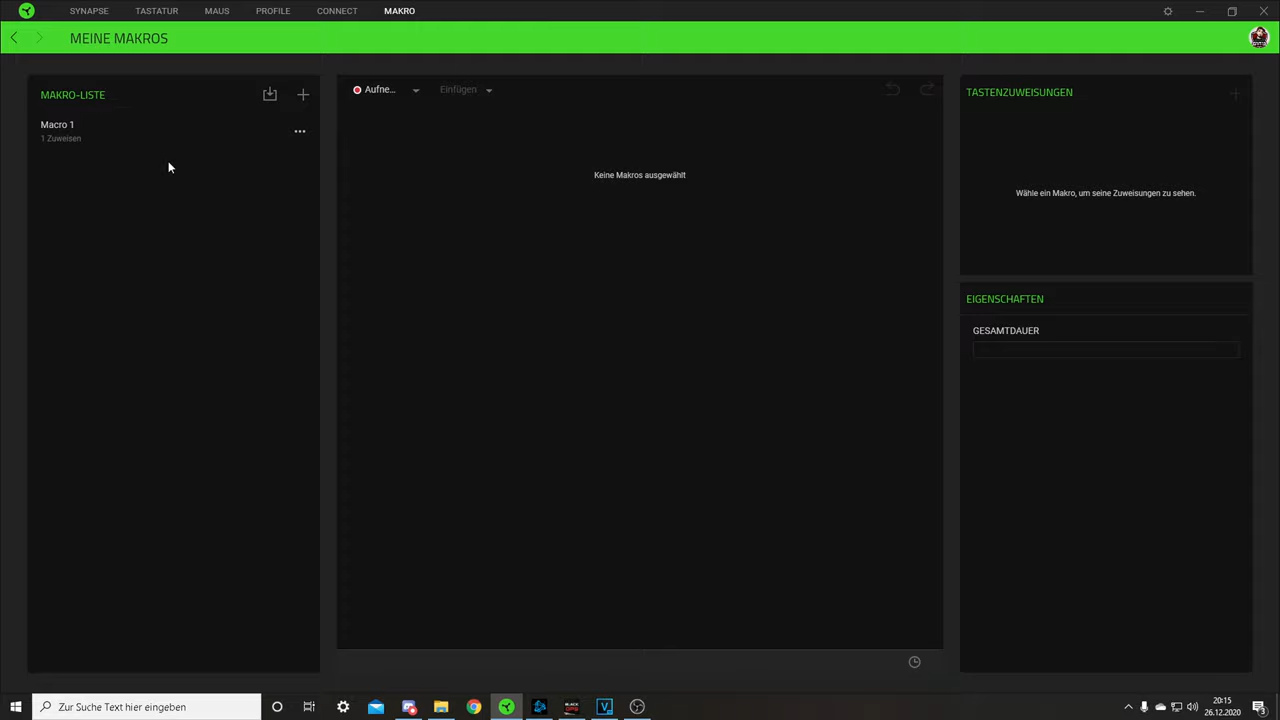 SYNAPSE TASTATUR MAUS PROFILE CONNECT MAKRO
MEINE MAKROS
MAKRO-LISTE
Macro 1
1 Zuweisen
Aufne... Einfügen
Keine Makros ausgewählt
TASTENZUWEISUNGEN
Wähle ein Makro, um seine Zuweisungen zu sehen.
EIGENSCHAFTEN
GESAMTDAUER
Zur Suche Text hier eingeben
20:15
26.12.2020